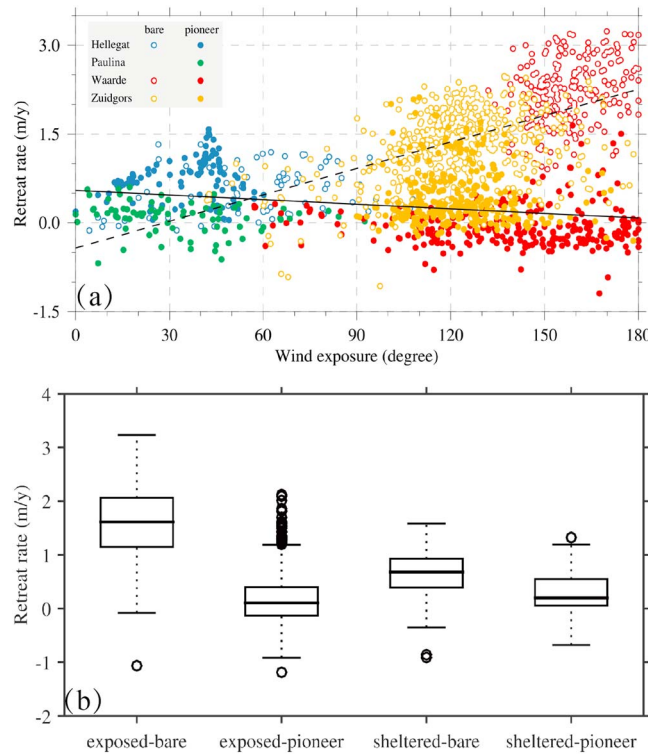 bare pioneer
Hellegat
Paulina
Waarde
Zuidgors
Retreat rate (m/y)
3.0
1.5
0.0
-1.5
(a)
0 30 60 90 120 150 180
Wind exposure (degree)
Retreat rate (m/y)
4
3
2
1
0
-1
-2
(b)
exposed-bare exposed-pioneer sheltered-bare sheltered-pioneer